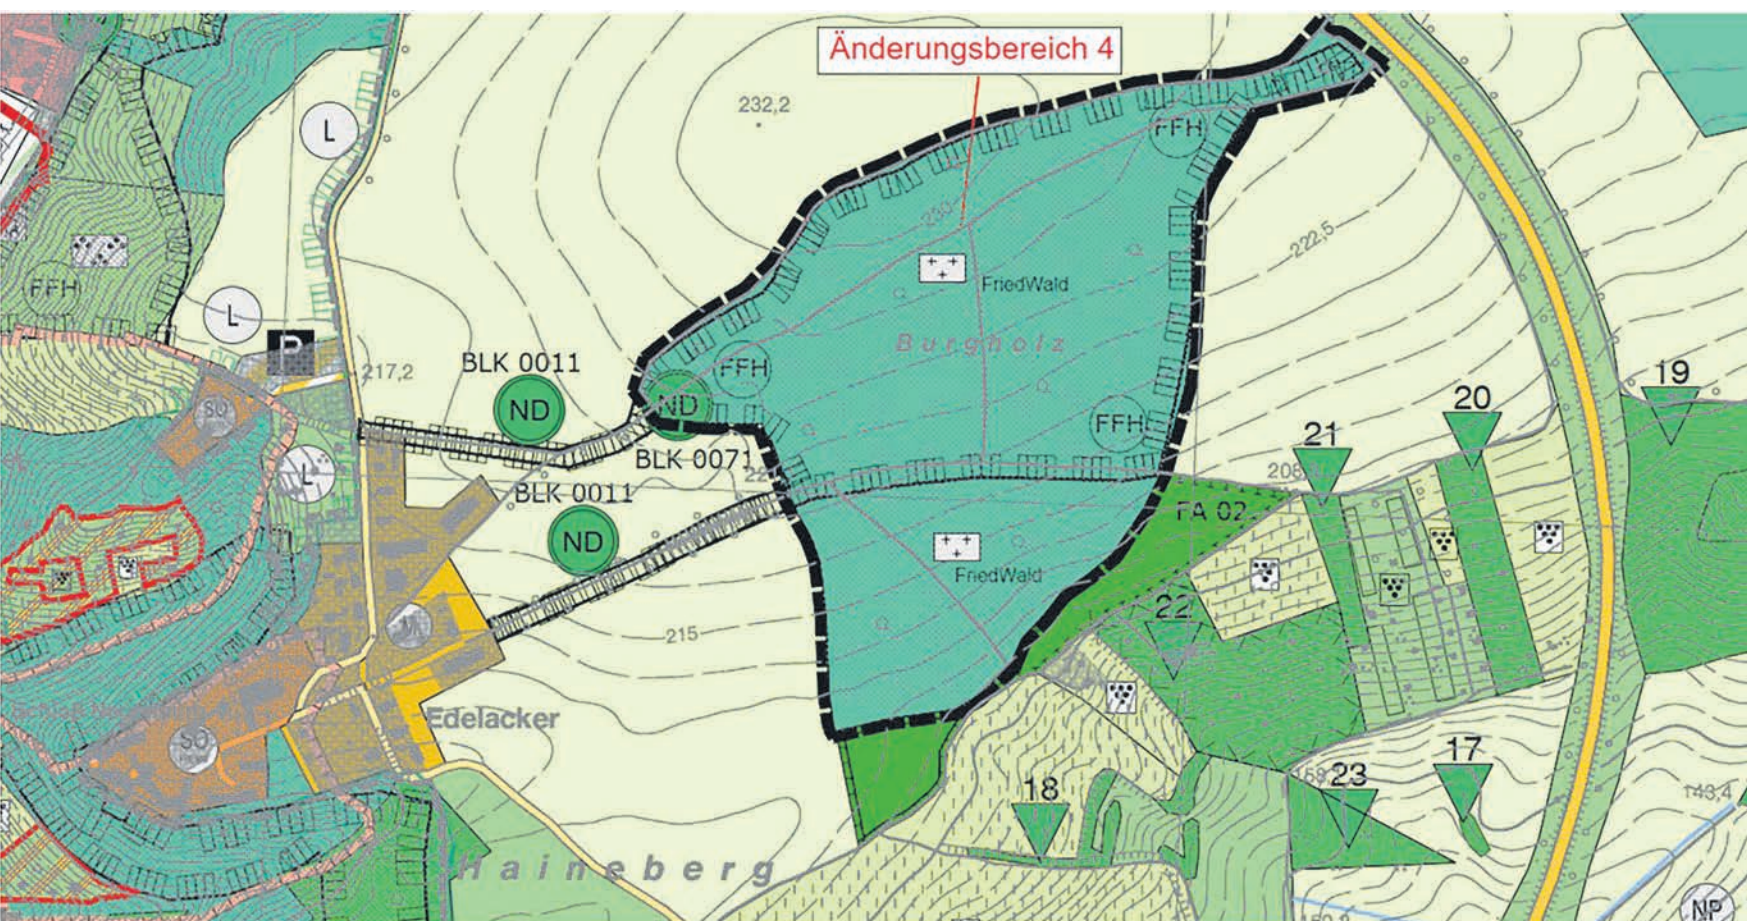 Änderungsbereich 4
232,2
L
FFH
230
222,5
FriedWald
FFH
L
Burgholz
P
217,2
BLK 0011
FFH
19
SO
ND
ND
20
FFH
21
BLK 0071
L
BLK 0011
208
FA 02
ND
FriedWald
22
MI
215
Edelacker
SO
17
23
18
143,4
Haineberg
NP